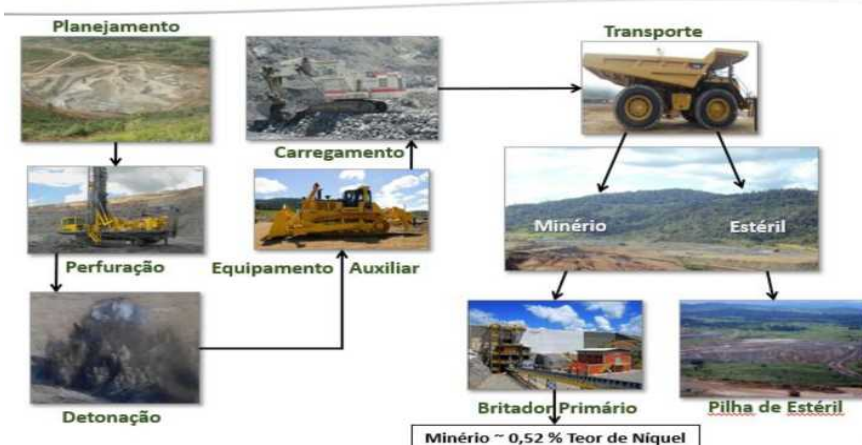 Planejamento
Perfuração
Detonação
Equipamento Auxiliar
Carregamento
Transporte
Minério
Estéril
Britador Primário
Pilha de Estéril
Minério ~ 0,52 % Teor de Níquel